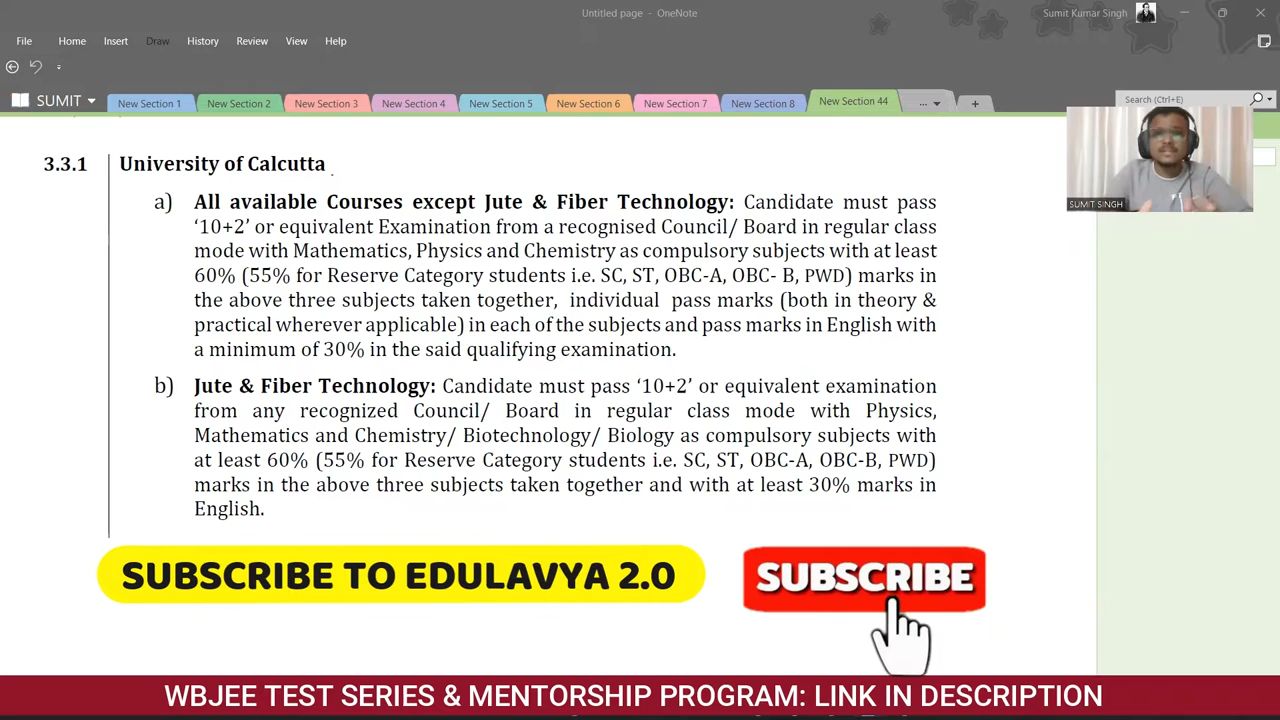 Untitled page - OneNote
Sumit Kumar Singh
File Home Insert Draw History Review View Help
SUMIT New Section 1 New Section 2 New Section 3 New Section 4 New Section 5 New Section 6 New Section 7 New Section 8 New Section 44 ... + Search (Ctrl+E)
3.3.1 University of Calcutta
a) All available Courses except Jute & Fiber Technology: Candidate must pass
‘10+2’ or equivalent Examination from a recognised Council/ Board in regular class
mode with Mathematics, Physics and Chemistry as compulsory subjects with at least
60% (55% for Reserve Category students i.e. SC, ST, OBC-A, OBC- B, PWD) marks in
the above three subjects taken together, individual pass marks (both in theory &
practical wherever applicable) in each of the subjects and pass marks in English with
a minimum of 30% in the said qualifying examination.
b) Jute & Fiber Technology: Candidate must pass ‘10+2’ or equivalent examination
from any recognized Council/ Board in regular class mode with Physics,
Mathematics and Chemistry/ Biotechnology/ Biology as compulsory subjects with
at least 60% (55% for Reserve Category students i.e. SC, ST, OBC-A, OBC-B, PWD)
marks in the above three subjects taken together and with at least 30% marks in
English.
SUMIT SINGH
SUBSCRIBE TO EDULAVYA 2.0
SUBSCRIBE
WBJEE TEST SERIES & MENTORSHIP PROGRAM: LINK IN DESCRIPTION